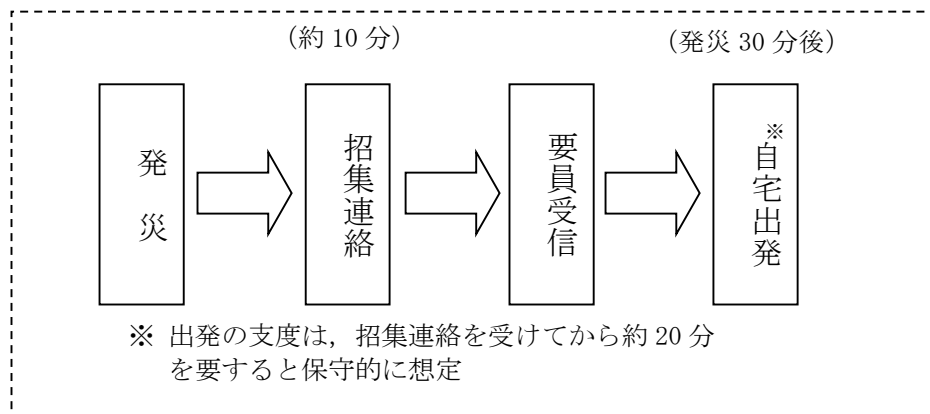 （約 10 分）
（発災 30 分後）
発災
招集連絡
要員受信
※自宅出発
※ 出発の支度は，招集連絡を受けてから約 20 分
を要すると保守的に想定